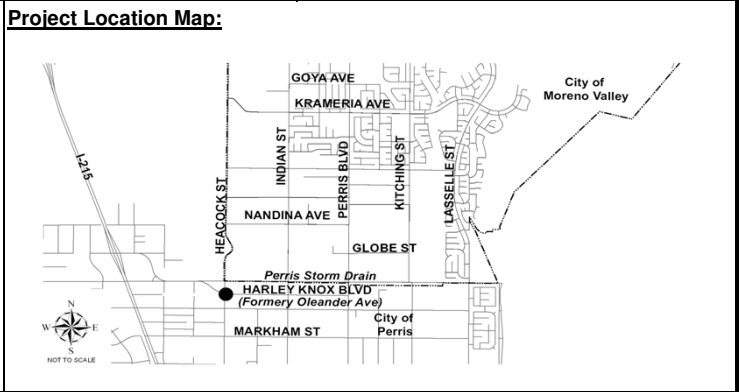 Project Location Map:
GOYA AVE
City of
Moreno Valley
KRAMERIA AVE
I-215
INDIAN ST
PERRIS BLVD
KITCHING ST
LASSELLE ST
HEACOCK ST
NANDINA AVE
GLOBE ST
Perris Storm Drain
HARLEY KNOX BLVD
(Formery Oleander Ave)
N
W E
S
NOT TO SCALE
City of
Perris
MARKHAM ST